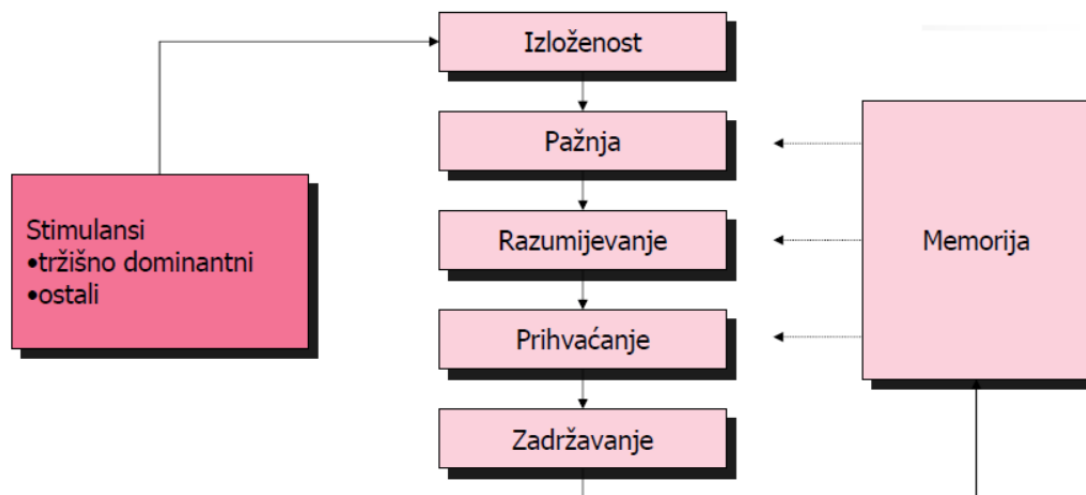 Izloženost
Pažnja
Stimulansi
•tržišno dominantni
•ostali
Razumijevanje
Memorija
Prihvaćanje
Zadržavanje